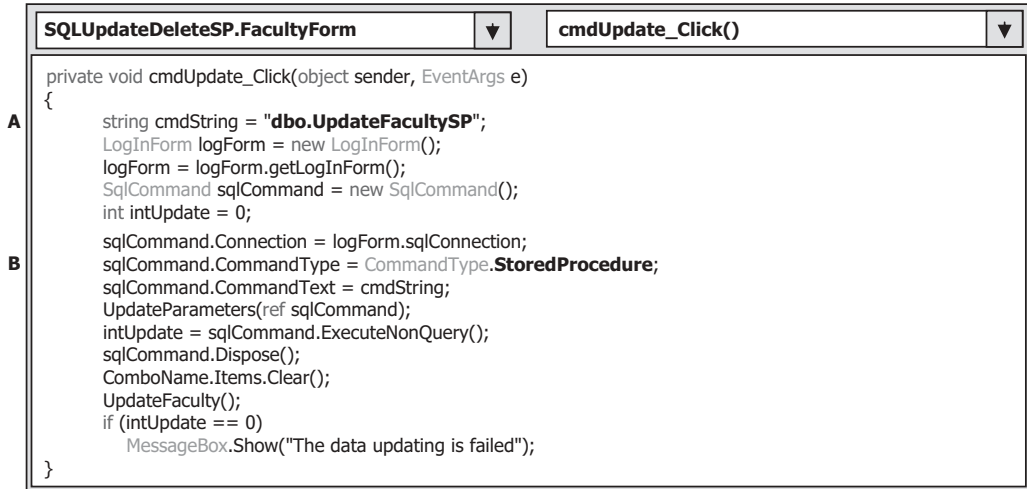 SQLUpdateDeleteSP.FacultyForm cmdUpdate_Click()
private void cmdUpdate_Click(object sender, EventArgs e)
{
A string cmdString = "dbo.UpdateFacultySP";
LogInForm logForm = new LogInForm();
logForm = logForm.getLogInForm();
SqlCommand sqlCommand = new SqlCommand();
int intUpdate = 0;
sqlCommand.Connection = logForm.sqlConnection;
B sqlCommand.CommandType = CommandType.StoredProcedure;
sqlCommand.CommandText = cmdString;
UpdateParameters(ref sqlCommand);
intUpdate = sqlCommand.ExecuteNonQuery();
sqlCommand.Dispose();
ComboName.Items.Clear();
UpdateFaculty();
if (intUpdate == 0)
MessageBox.Show("The data updating is failed");
}